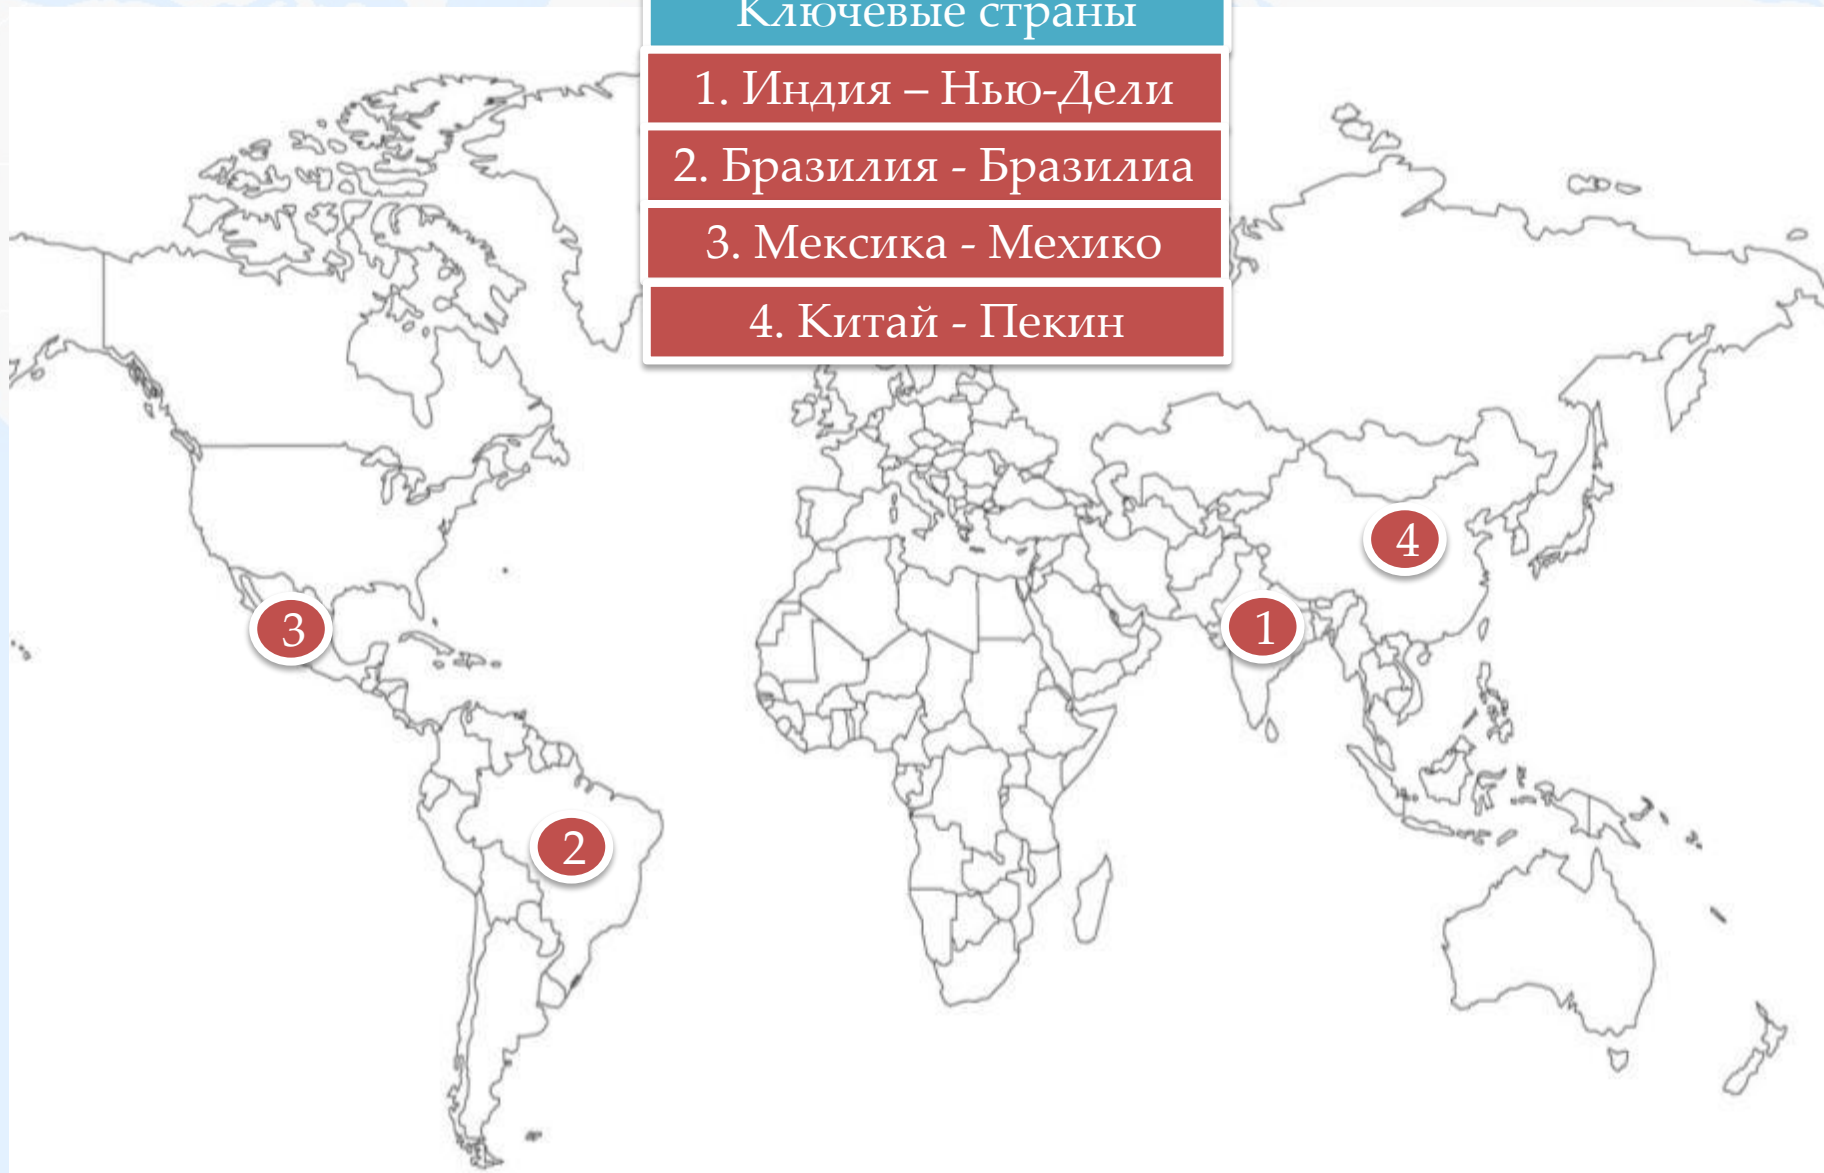 Ключевые страны
1. Индия – Нью-Дели
2. Бразилия - Бразилиа
3. Мексика - Мехико
4. Китай - Пекин
4
1
3
2